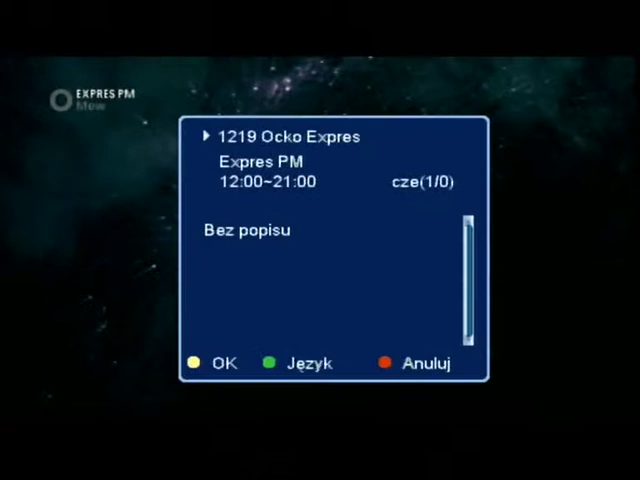 EXPRES PM
Mew
1219 Ocko Expres
Expres PM
12:00~21:00 cze(1/0)
Bez popisu
OK Język Anuluj